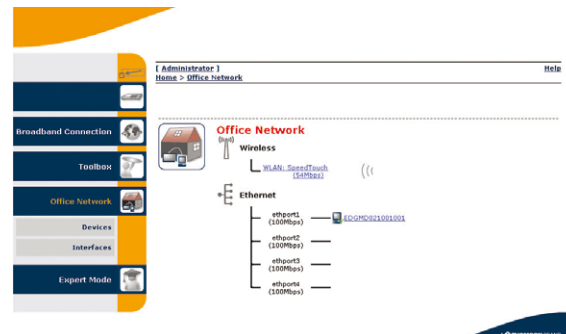 [ Administrator ]
Help
Home > Office Network
Broadband Connection
Toolbox
Office Network
Devices
Interfaces
Expert Mode
Office Network
Wireless
WLAN: SpeedTouch
(54Mbps)
Ethernet
ethport1
(100Mbps)
EDGMD021001001
ethport2
(100Mbps)
ethport3
(100Mbps)
ethport4
(100Mbps)